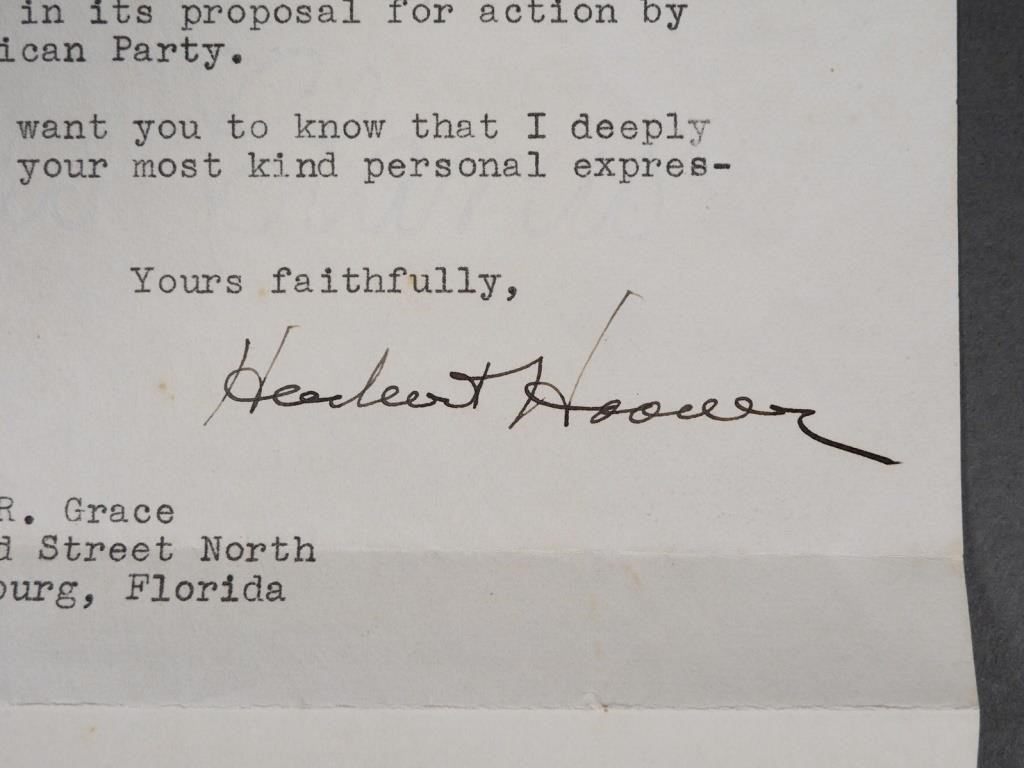 in its proposal for action by
ican Party.
want you to know that I deeply
your most kind personal expres-
Yours faithfully,
Herbert Hoover
R. Grace
d Street North
burg, Florida